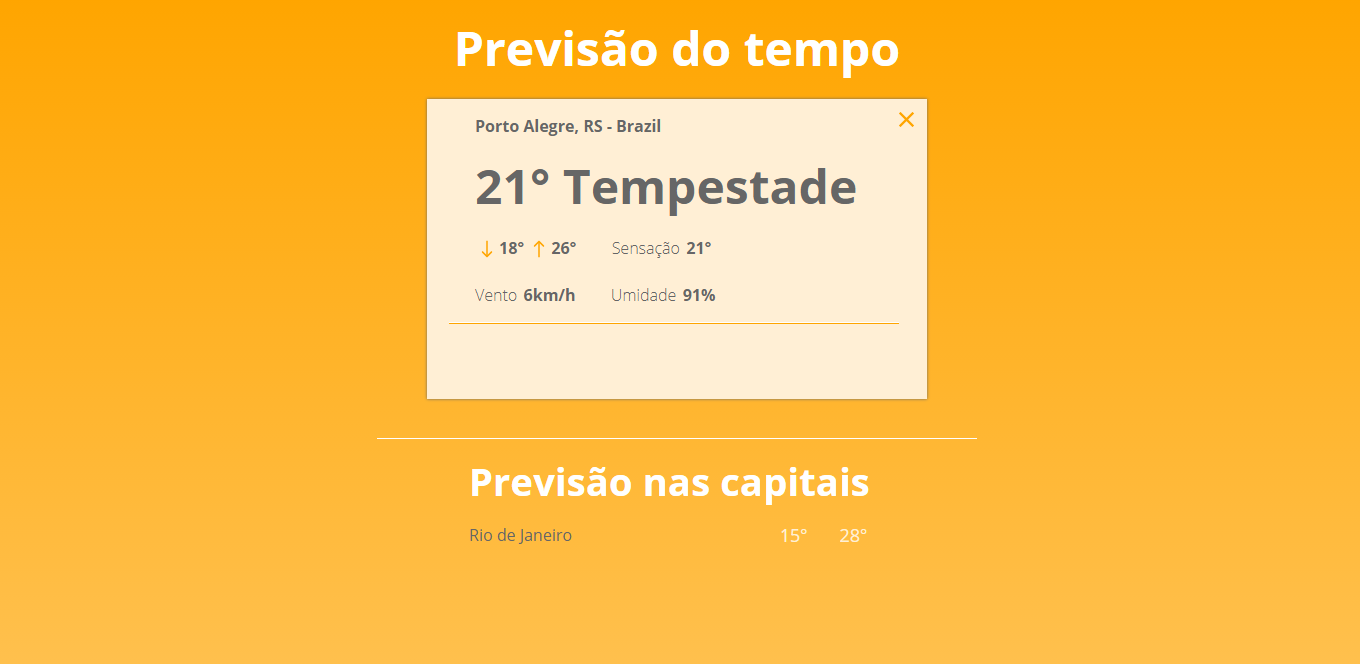 Previsão do tempo
Porto Alegre, RS - Brazil
21° Tempestade
18° 26° Sensação 21°
Vento 6km/h Umidade 91%
Previsão nas capitais
Rio de Janeiro 15° 28°